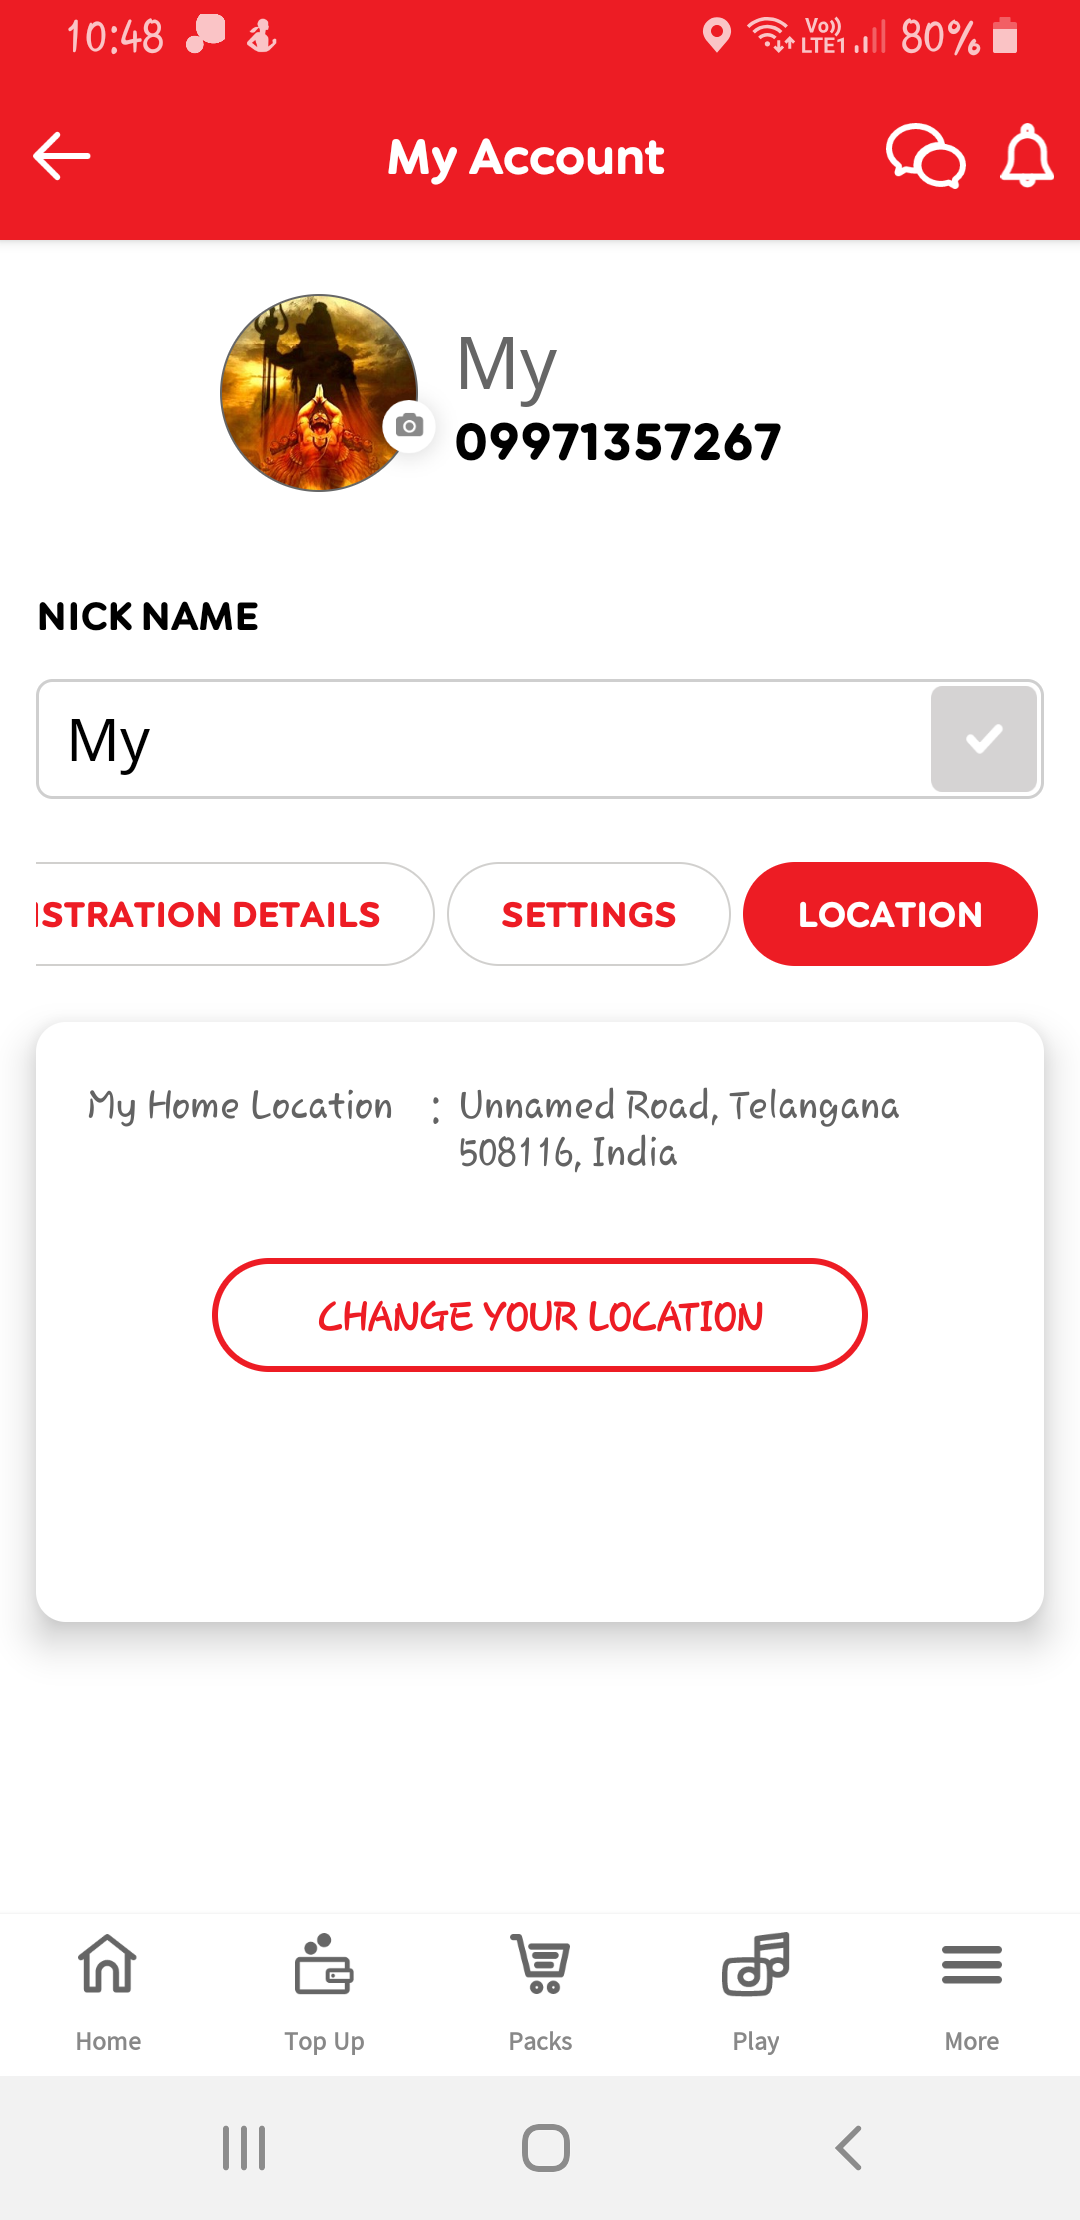 10:48 Vo)) LTE1 80%
My Account
My
09971357267
NICK NAME
My
ISTRATION DETAILS SETTINGS LOCATION
My Home Location : Unnamed Road, Telangana
508116, India
CHANGE YOUR LOCATION
Home Top Up Packs Play More